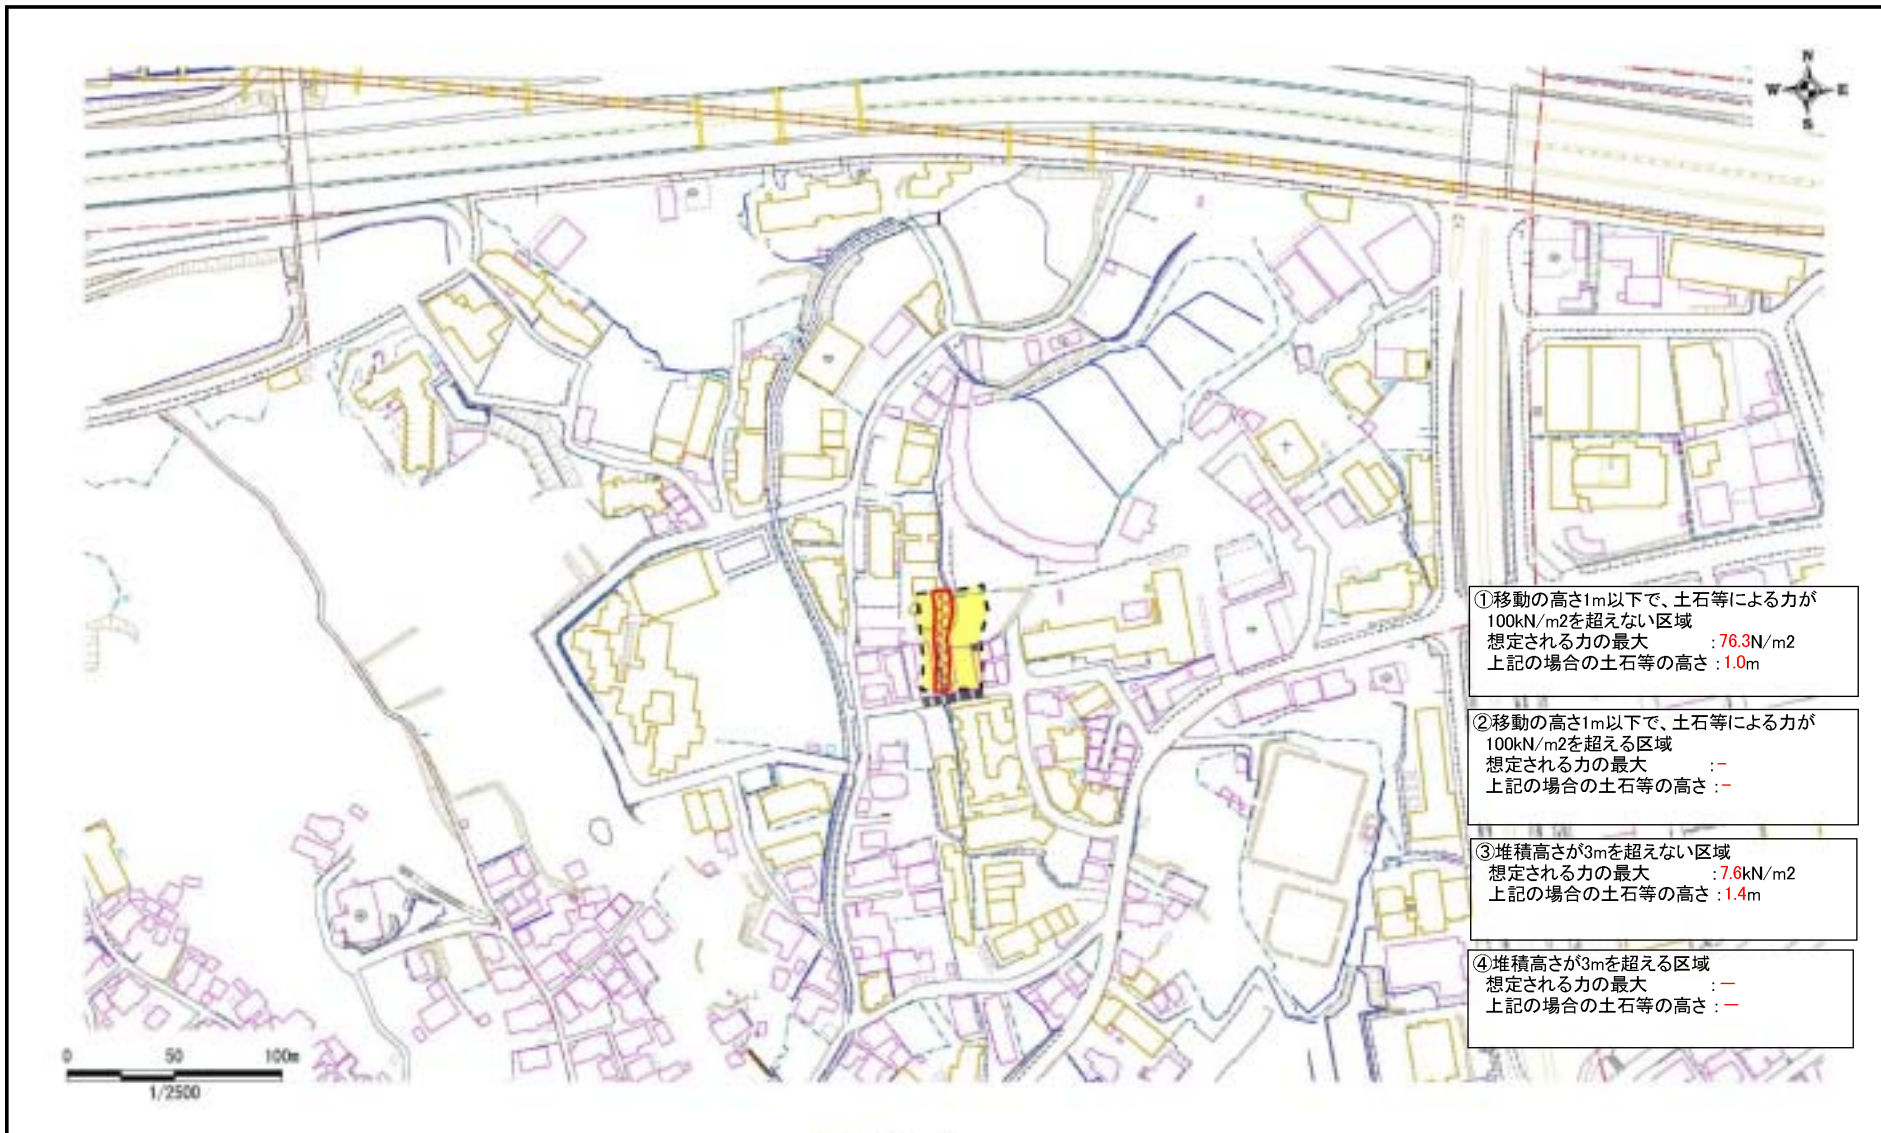 N
W E
S
①移動の高さ1m以下で、土石等による力が
100kN/m2を超えない区域
想定される力の最大 :76.3N/m2
上記の場合の土石等の高さ:1.0m
②移動の高さ1m以下で、土石等による力が
100kN/m2を超える区域
想定される力の最大 :-
上記の場合の土石等の高さ:-
③堆積高さが3mを超えない区域
想定される力の最大 :7.6kN/m2
上記の場合の土石等の高さ:1.4m
④堆積高さが3mを超える区域
想定される力の最大 :―
上記の場合の土石等の高さ:―
0 50 100m
1/2500